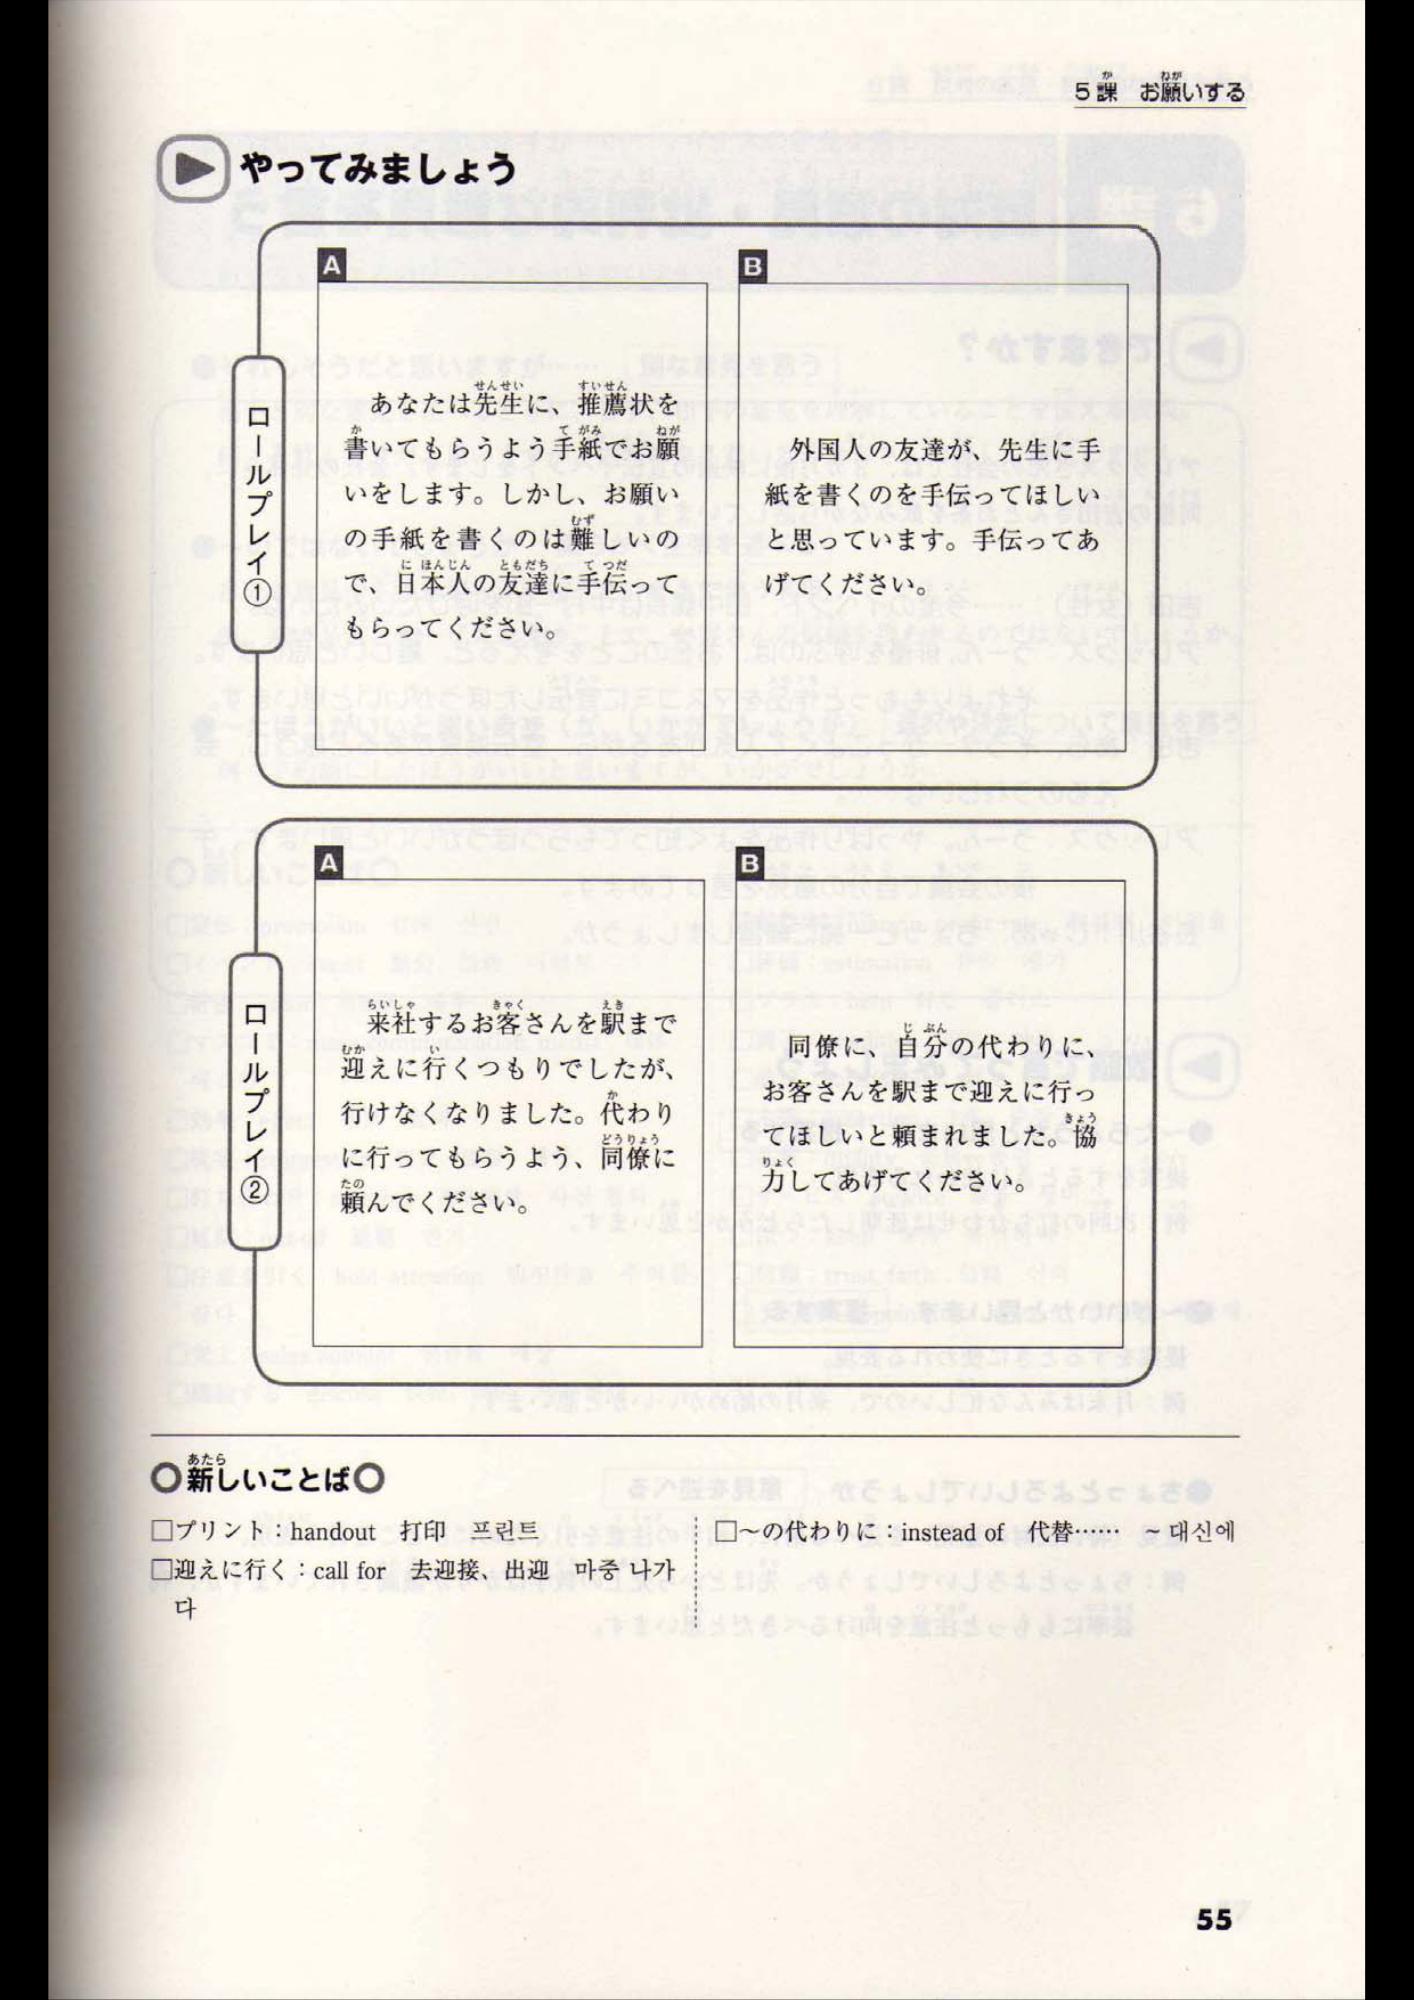 5課 お願いする
やってみましょう
ロールプレイ①
A
あなたは先生に、推薦状を
書いてもらうよう手紙でお願
いをします。しかし、お願い
の手紙を書くのは難しいの
で、日本人の友達に手伝って
もらってください。
B
外国人の友達が、先生に手
紙を書くのを手伝ってほしい
と思っています。手伝ってあ
げてください。
ロールプレイ②
A
来社するお客さんを駅まで
迎えに行くつもりでしたが、
行けなくなりました。代わり
に行ってもらうよう、同僚に
頼んでください。
B
同僚に、自分の代わりに、
お客さんを駅まで迎えに行っ
てほしいと頼まれました。協
力してあげてください。
○新しいことば○
□プリント：handout 打印 프린트
□迎えに行く：call for 去迎接、出迎 마중 나가
다
□～の代わりに：instead of 代替…… ~ 대신에
55